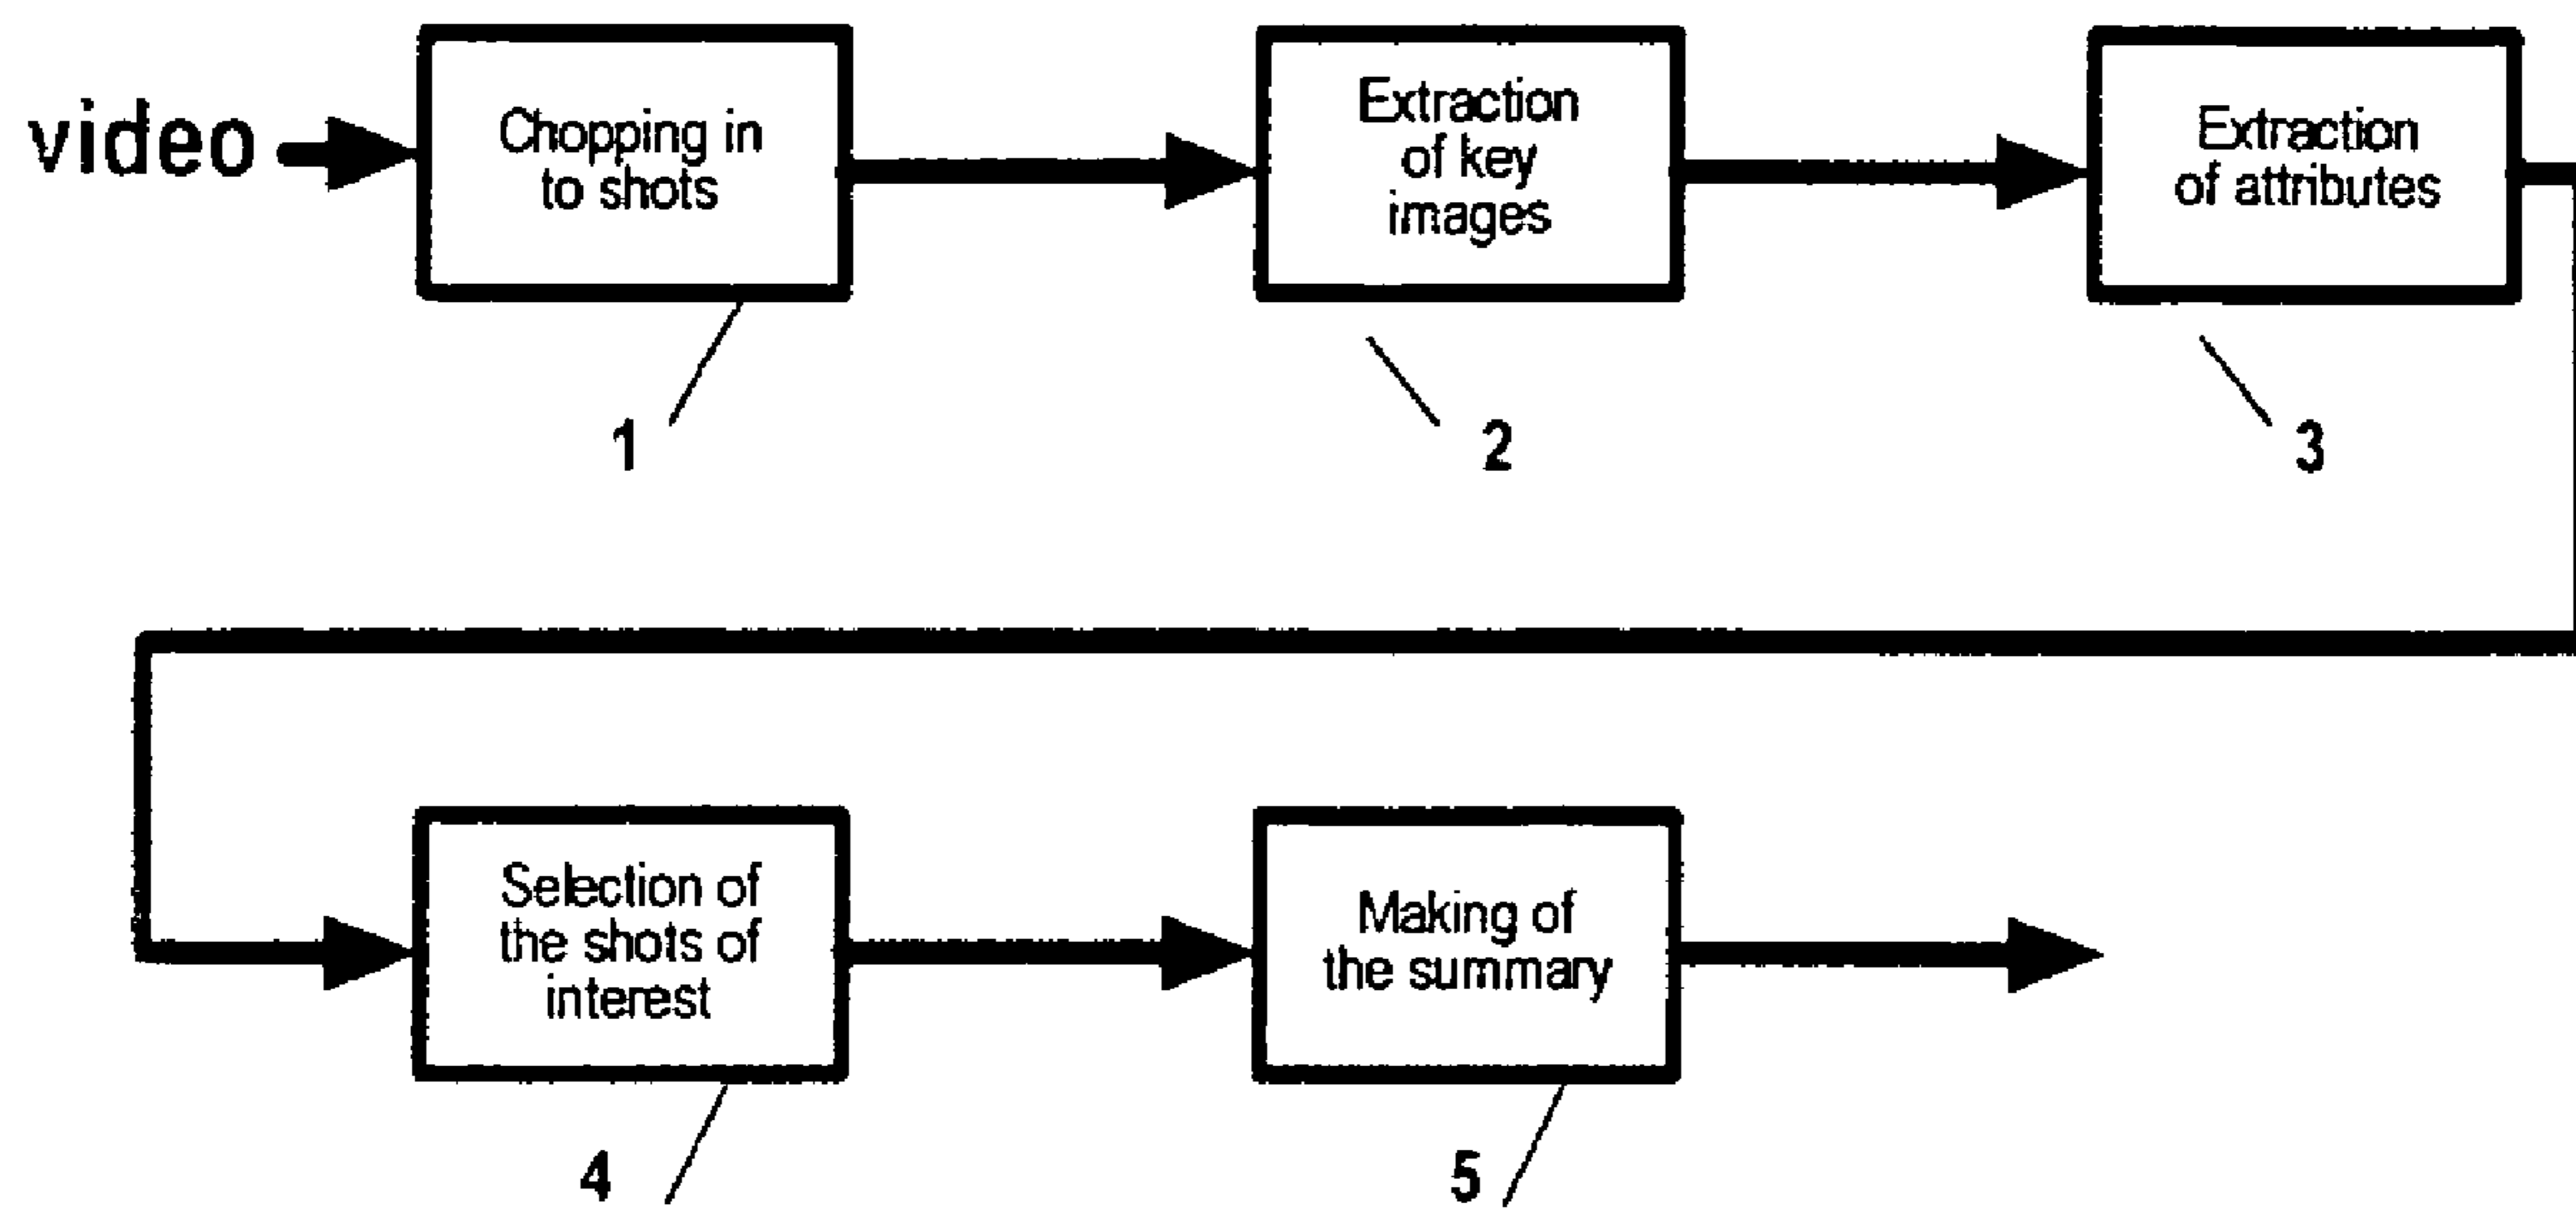 video
Chopping in
to shots
Extraction
of key
images
Extraction
of attributes
1
2
3
Selection of
the shots of
interest
Making of
the summary
4
5